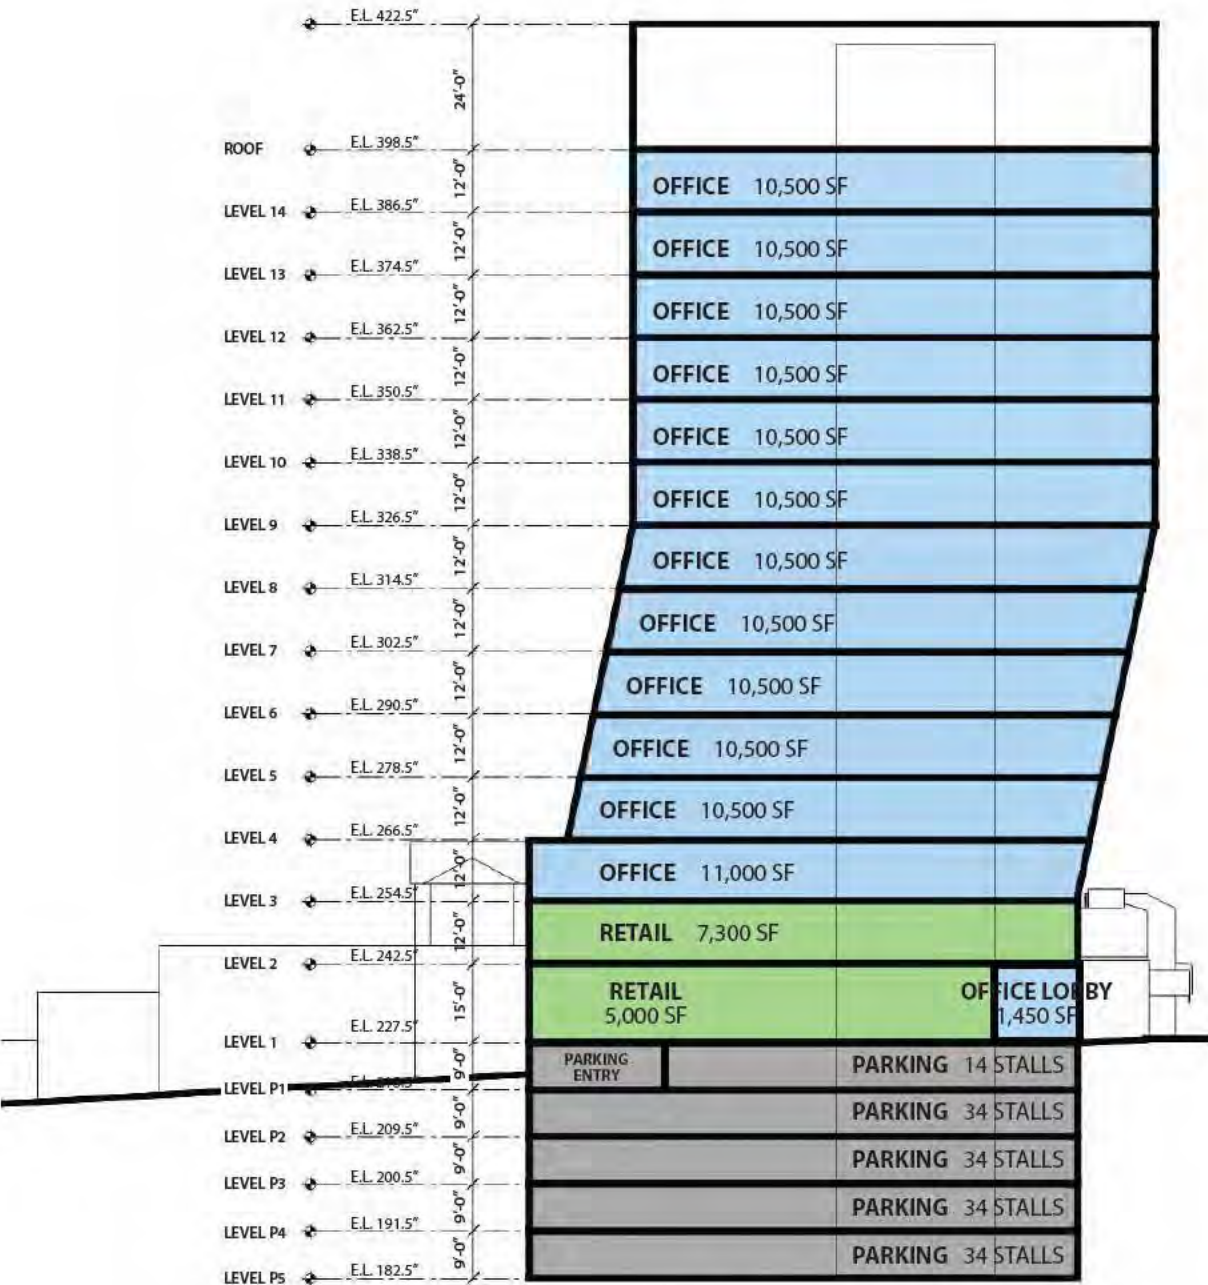 E.L. 422.5"
24'-0"
ROOF E.L. 398.5"
12'-0" OFFICE 10,500 SF
LEVEL 14 E.L. 386.5"
12'-0" OFFICE 10,500 SF
LEVEL 13 E.L. 374.5"
12'-0" OFFICE 10,500 SF
LEVEL 12 E.L. 362.5"
12'-0" OFFICE 10,500 SF
LEVEL 11 E.L. 350.5"
12'-0" OFFICE 10,500 SF
LEVEL 10 E.L. 338.5"
12'-0" OFFICE 10,500 SF
LEVEL 9 E.L. 326.5"
12'-0" OFFICE 10,500 SF
LEVEL 8 E.L. 314.5"
12'-0" OFFICE 10,500 SF
LEVEL 7 E.L. 302.5"
12'-0" OFFICE 10,500 SF
LEVEL 6 E.L. 290.5"
12'-0" OFFICE 10,500 SF
LEVEL 5 E.L. 278.5"
12'-0" OFFICE 10,500 SF
LEVEL 4 E.L. 266.5"
12'-0" OFFICE 11,000 SF
LEVEL 3 E.L. 254.5"
12'-0" RETAIL 7,300 SF
LEVEL 2 E.L. 242.5"
15'-0" RETAIL OFFICE LOBBY
5,000 SF 1,450 SF
LEVEL 1 E.L. 227.5"
9'-0" PARKING ENTRY PARKING 14 STALLS
LEVEL P1
9'-0" PARKING 34 STALLS
LEVEL P2 E.L. 209.5"
9'-0" PARKING 34 STALLS
LEVEL P3 E.L. 200.5"
9'-0" PARKING 34 STALLS
LEVEL P4 E.L. 191.5"
9'-0" PARKING 34 STALLS
LEVEL P5 E.L. 182.5"